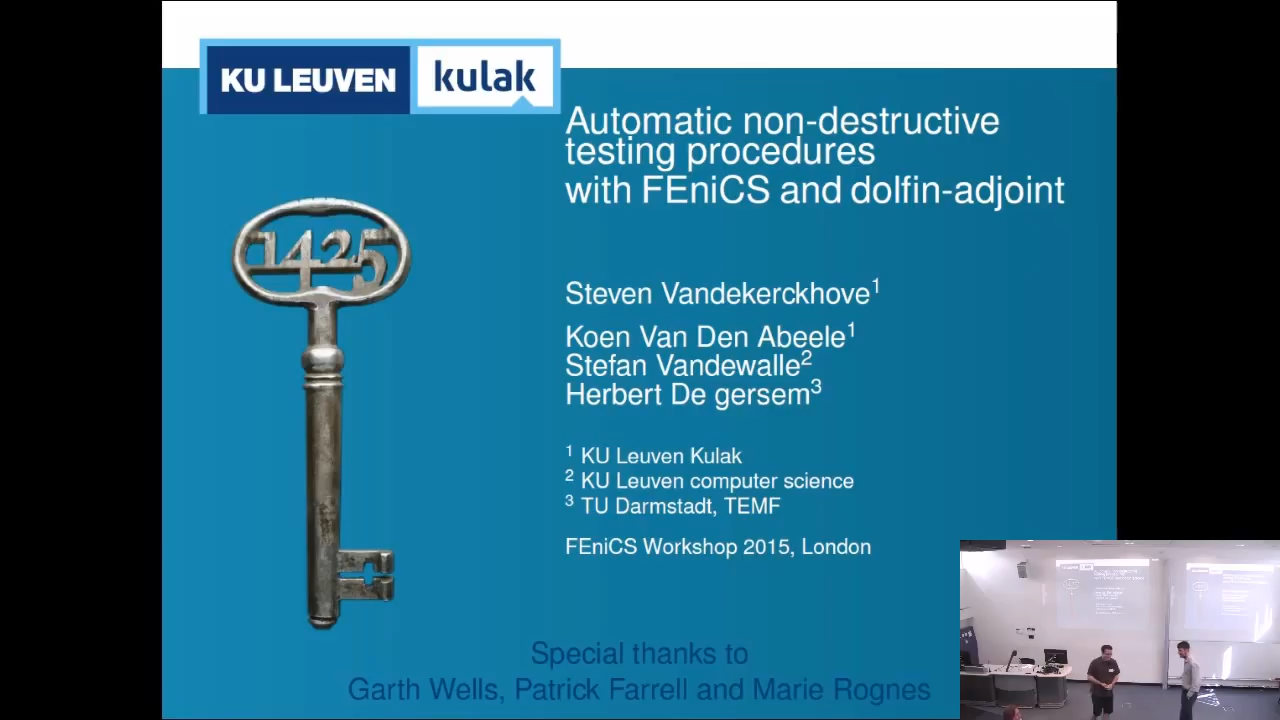 KU LEUVEN kulak
Automatic non-destructive
testing procedures
with FEniCS and dolfin-adjoint
1425
Steven Vandekerckhove1
Koen Van Den Abeele1
Stefan Vandewalle2
Herbert De gersem3
1 KU Leuven Kulak
2 KU Leuven computer science
3 TU Darmstadt, TEMF
FEniCS Workshop 2015, London
Special thanks to
Garth Wells, Patrick Farrell and Marie Rognes